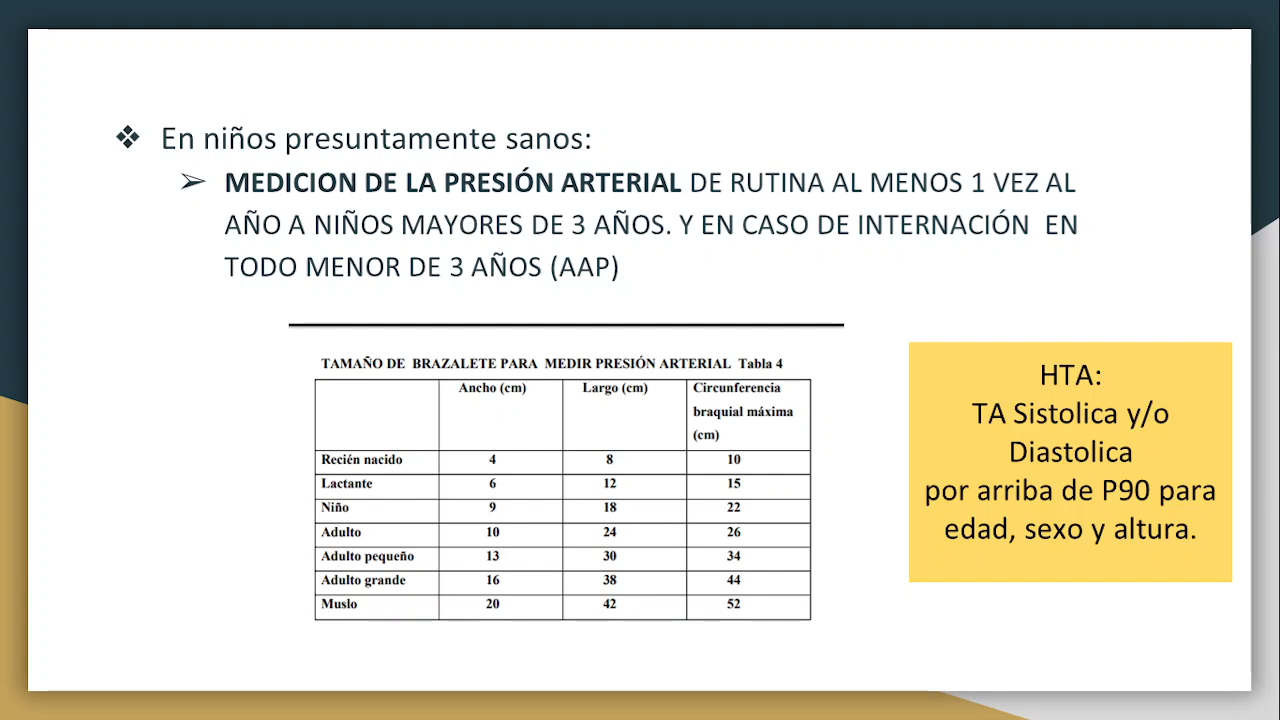 ❖ En niños presuntamente sanos:
➢ MEDICION DE LA PRESIÓN ARTERIAL DE RUTINA AL MENOS 1 VEZ AL
AÑO A NIÑOS MAYORES DE 3 AÑOS. Y EN CASO DE INTERNACIÓN EN
TODO MENOR DE 3 AÑOS (AAP)
TAMAÑO DE BRAZALETE PARA MEDIR PRESIÓN ARTERIAL Tabla 4
Ancho (cm) Largo (cm) Circunferencia
braquial máxima
(cm)
Recién nacido 4 8 10
Lactante 6 12 15
Niño 9 18 22
Adulto 10 24 26
Adulto pequeño 13 30 34
Adulto grande 16 38 44
Muslo 20 42 52
HTA:
TA Sistolica y/o
Diastolica
por arriba de P90 para
edad, sexo y altura.